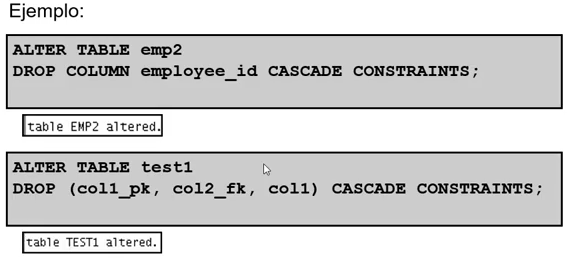 Ejemplo:
ALTER TABLE emp2
DROP COLUMN employee_id CASCADE CONSTRAINTS;
table EMP2 altered.
ALTER TABLE test1
DROP (col1_pk, col2_fk, col1) CASCADE CONSTRAINTS;
table TEST1 altered.